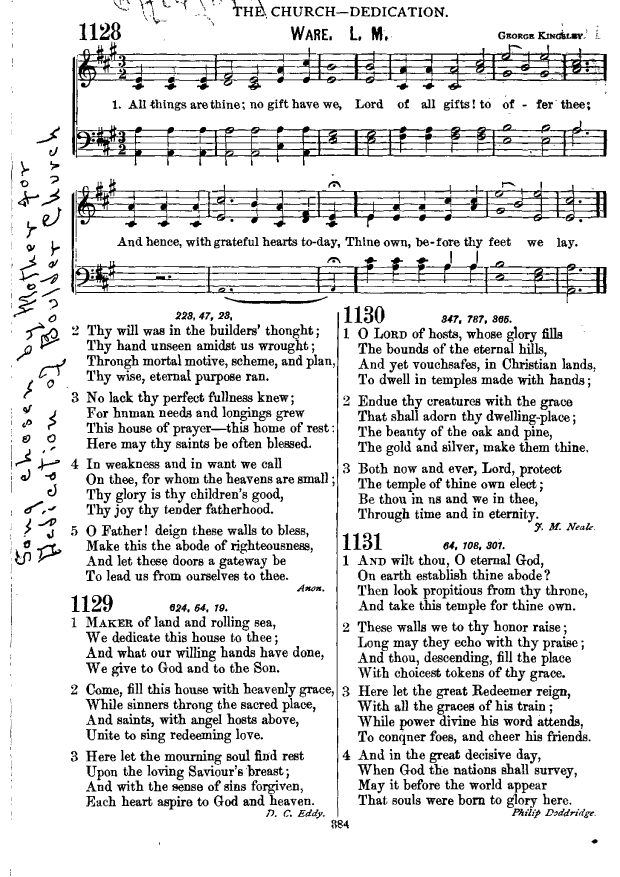 THE CHURCH—DEDICATION.
1128
WARE. L. M.
GEORGE KINGSLEY.
1. All things are thine; no gift have we, Lord of all gifts! to of - fer thee;
And hence, with grateful hearts to-day, Thine own, be-fore thy feet we lay.
Song chosen by Mother for
Dedication of Boulder Church
223, 47, 23,
2 Thy will was in the builders' thonght;
Thy hand unseen amidst us wrought;
Throngh mortal motive, scheme, and plan,
Thy wise, eternal purpose ran.
3 No lack thy perfect fullness knew;
For hnman needs and longings grew
This house of prayer—this home of rest:
Here may thy saints be often blessed.
4 In weakness and in want we call
On thee, for whom the heavens are small;
Thy glory is thy children's good,
Thy joy thy tender fatherhood.
5 O Father! deign these walls to bless,
Make this the abode of righteousness,
And let these doors a gateway be
To lead us from ourselves to thee.
Anon.
1129
624, 54, 19.
1 MAKER of land and rolling sea,
We dedicate this house to thee;
And what our willing hands have done,
We give to God and to the Son.
2 Come, fill this house with heavenly grace,
While sinners throng the sacred place,
And saints, with angel hosts above,
Unite to sing redeeming love.
3 Here let the mourning soul find rest
Upon the loving Saviour's breast;
And with the sense of sins forgiven,
Each heart aspire to God and heaven.
D. C. Eddy.
1130
347, 787, 365.
1 O LORD of hosts, whose glory fills
The bounds of the eternal hills,
And yet vouchsafes, in Christian lands,
To dwell in temples made with hands;
2 Endue thy creatures with the grace
That shall adorn thy dwelling-place;
The beauty of the oak and pine,
The gold and silver, make them thine.
3 Both now and ever, Lord, protect
The temple of thine own elect;
Be thou in ns and we in thee,
Through time and in eternity.
J. M. Neale.
1131
64, 108, 301.
1 AND wilt thou, O eternal God,
On earth establish thine abode?
Then look propitious from thy throne,
And take this temple for thine own.
2 These walls we to thy honor raise;
Long may they echo with thy praise;
And thou, descending, fill the place
With choicest tokens of thy grace.
3 Here let the great Redeemer reign,
With all the graces of his train;
While power divine his word attends,
To conqner foes, and cheer his friends.
4 And in the great decisive day,
When God the nations shall survey,
May it before the world appear
That souls were born to glory here.
Philip Doddridge.
384